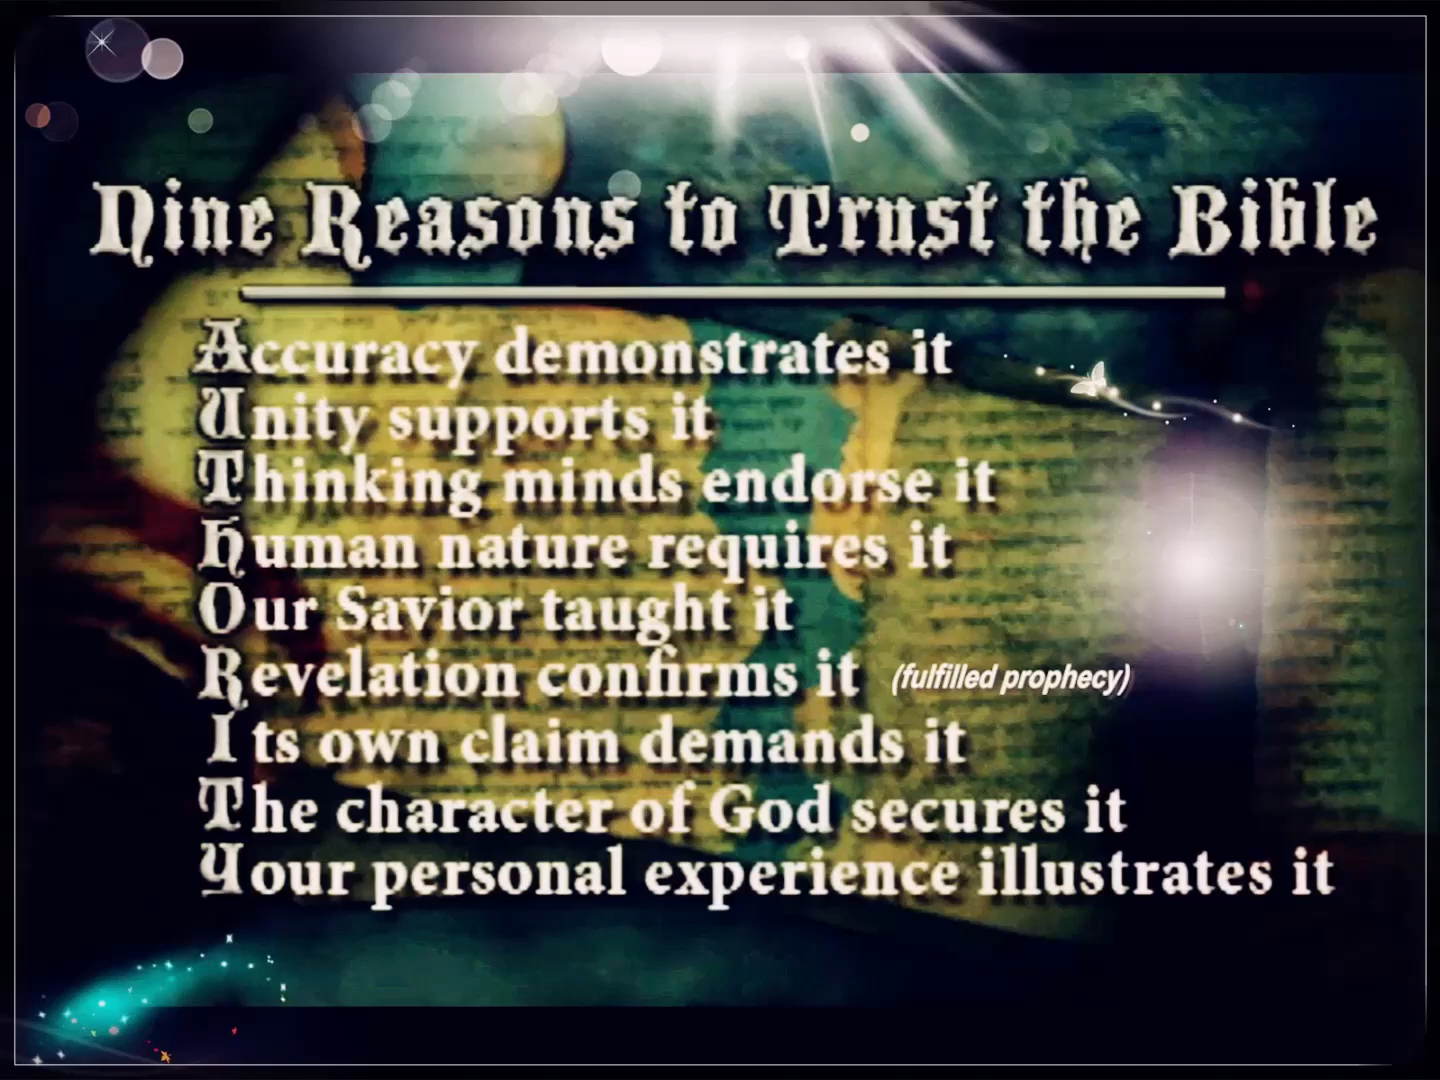 Nine Reasons to Trust the Bible
Accuracy demonstrates it
Unity supports it
Thinking minds endorse it
Human nature requires it
Our Savior taught it
Revelation confirms it (fulfilled prophecy)
Its own claim demands it
The character of God secures it
Your personal experience illustrates it